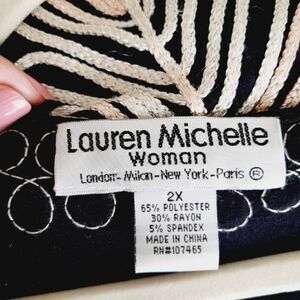 Lauren Michelle
Woman
London-Milan-New York-Paris ®
2X
65% POLYESTER
30% RAYON
5% SPANDEX
MADE IN CHINA
RN#107465